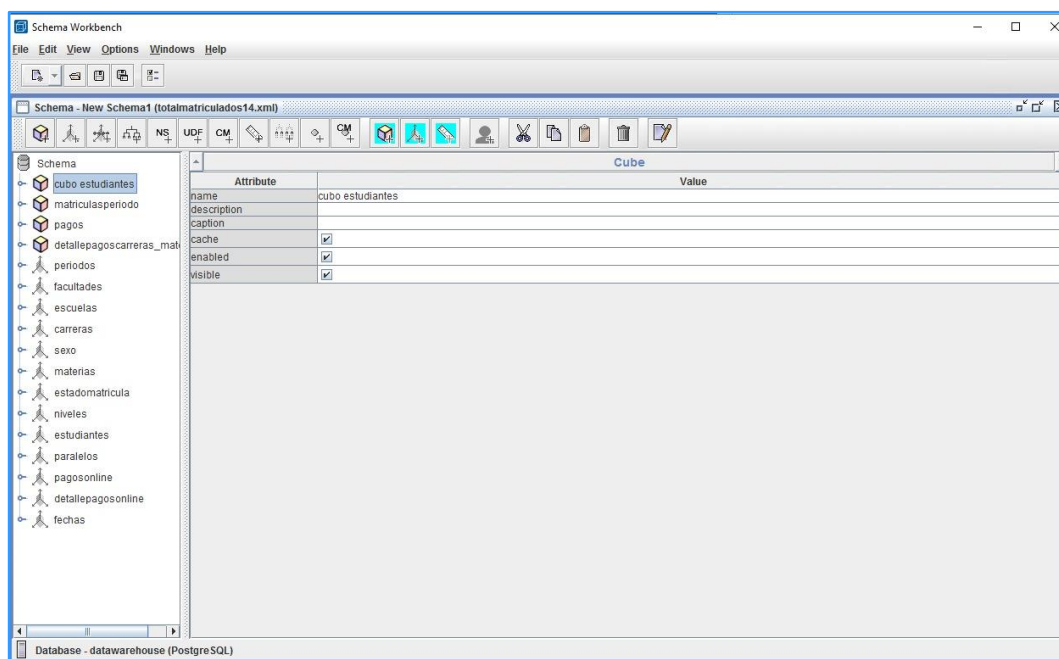 Schema Workbench
File Edit View Options Windows Help
Schema - New Schema1 (totalmatriculados14.xml)
NS UDF CM CM
Schema
cubo estudiantes
matriculasperiodo
pagos
detallepagoscarreras_mat
periodos
facultades
escuelas
carreras
sexo
materias
estadomatricula
niveles
estudiantes
paralelos
pagosonline
detallepagosonline
fechas
Cube
Attribute Value
name cubo estudiantes
description
caption
cache
enabled
visible
Database - datawarehouse (PostgreSQL)